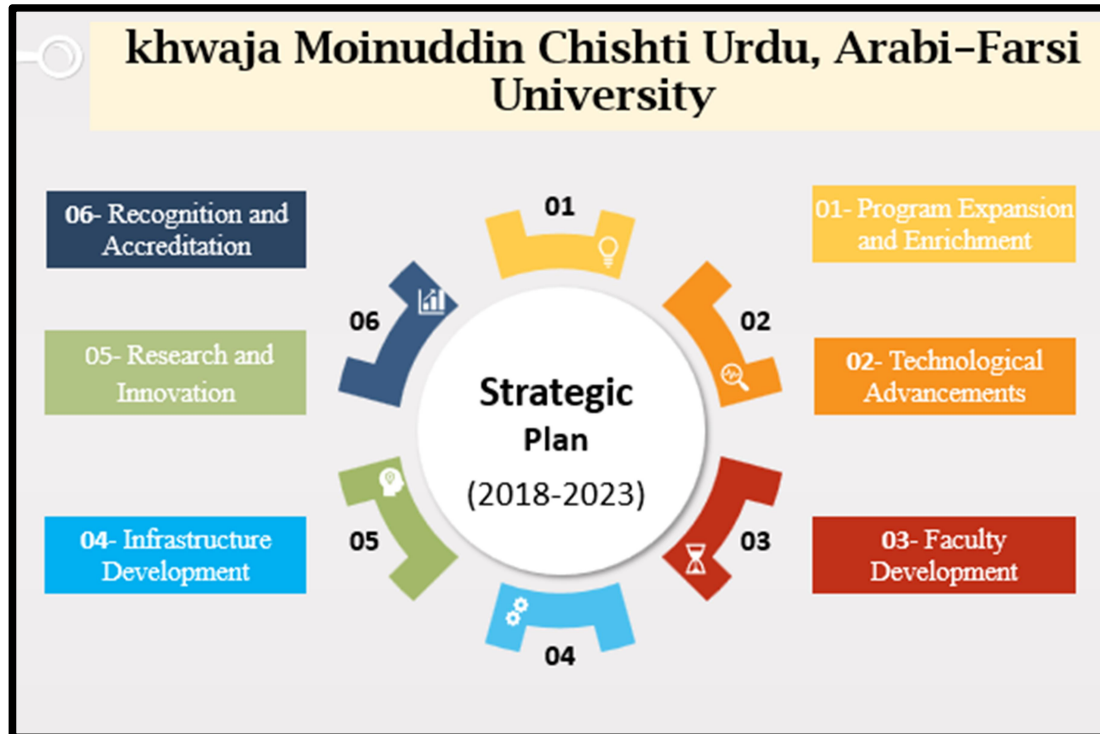 khwaja Moinuddin Chishti Urdu, Arabi-Farsi
University
06- Recognition and
Accreditation
05- Research and
Innovation
04- Infrastructure
Development
01
02
03
04
05
06
Strategic
Plan
(2018-2023)
01- Program Expansion
and Enrichment
02- Technological
Advancements
03- Faculty
Development